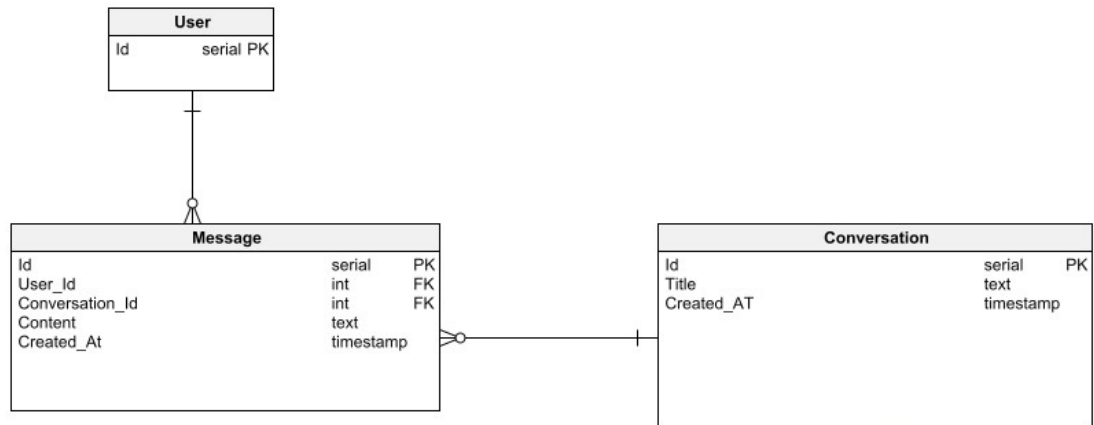 User
Id serial PK
Message
Id serial PK
User_Id int FK
Conversation_Id int FK
Content text
Created_At timestamp
Conversation
Id serial PK
Title text
Created_AT timestamp